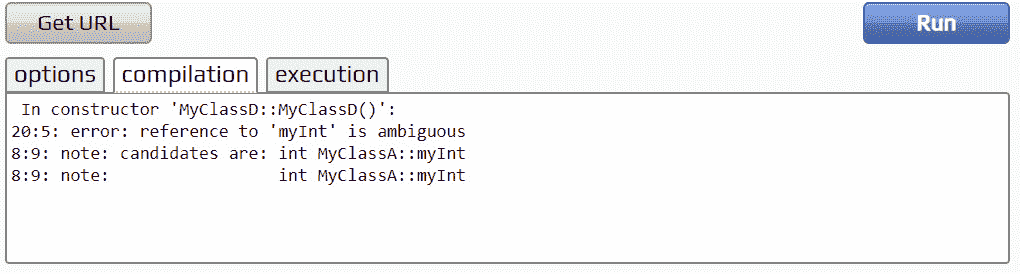 Get URL
Run
options
compilation
execution
In constructor 'MyClassD::MyClassD()':
20:5: error: reference to 'myInt' is ambiguous
8:9: note: candidates are: int MyClassA::myInt
8:9: note:                 int MyClassA::myInt